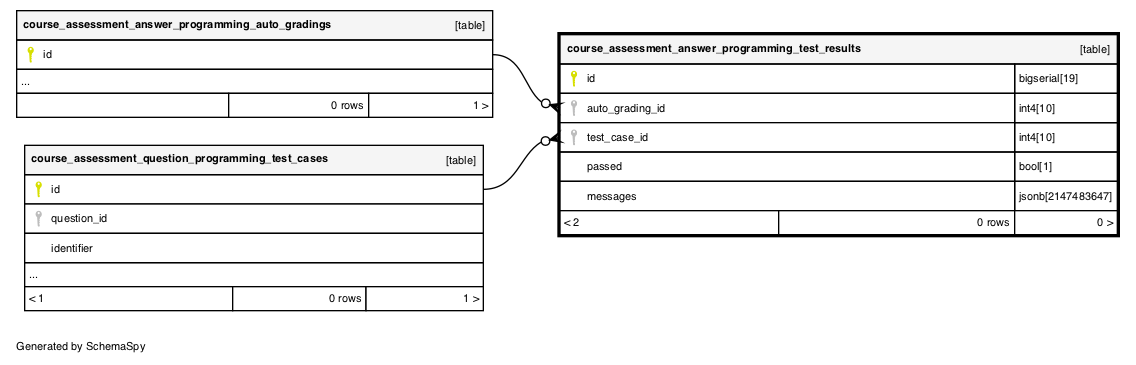 course_assessment_answer_programming_auto_gradings [table]
id
...
0 rows 1 >
course_assessment_question_programming_test_cases [table]
id
question_id
identifier
...
< 1 0 rows 1 >
course_assessment_answer_programming_test_results [table]
id bigserial[19]
auto_grading_id int4[10]
test_case_id int4[10]
passed bool[1]
messages jsonb[2147483647]
< 2 0 rows 0 >
Generated by SchemaSpy